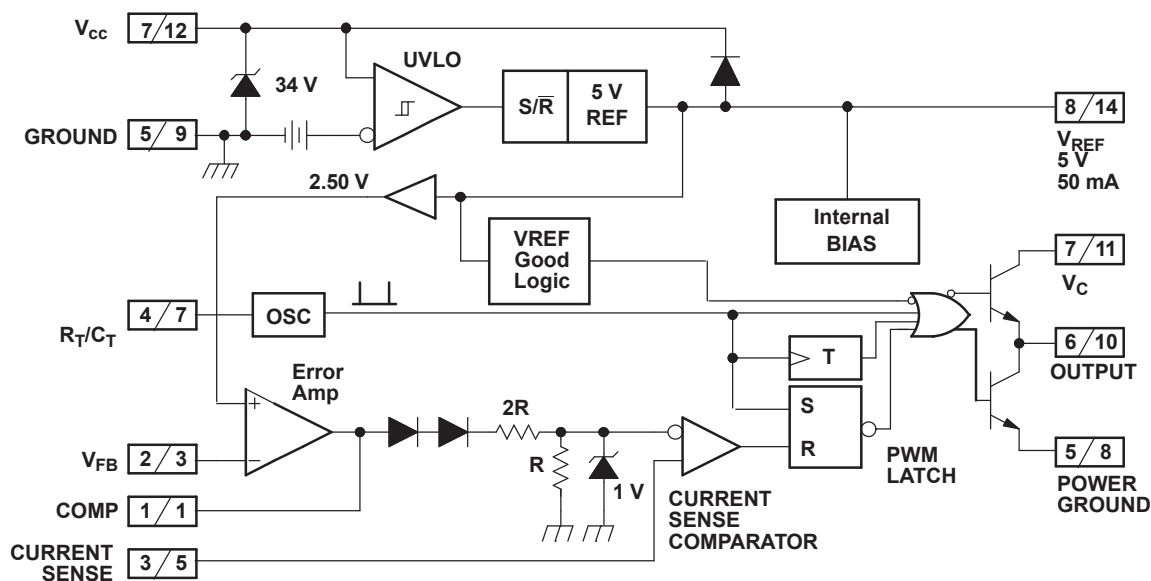 Vcc 7/12
UVLO
34 V
S/R̅
5 V
REF
8/14
GROUND 5/9
VREF
5 V
50 mA
2.50 V
Internal
BIAS
VREF
Good
Logic
7/11
VC
4/7
RT/CT
OSC
6/10
OUTPUT
T
Error
Amp
+
2R
S
VFB 2/3
−
R
R
PWM
LATCH
5/8
POWER
GROUND
1 V
COMP 1/1
CURRENT
SENSE
COMPARATOR
CURRENT
SENSE
3/5